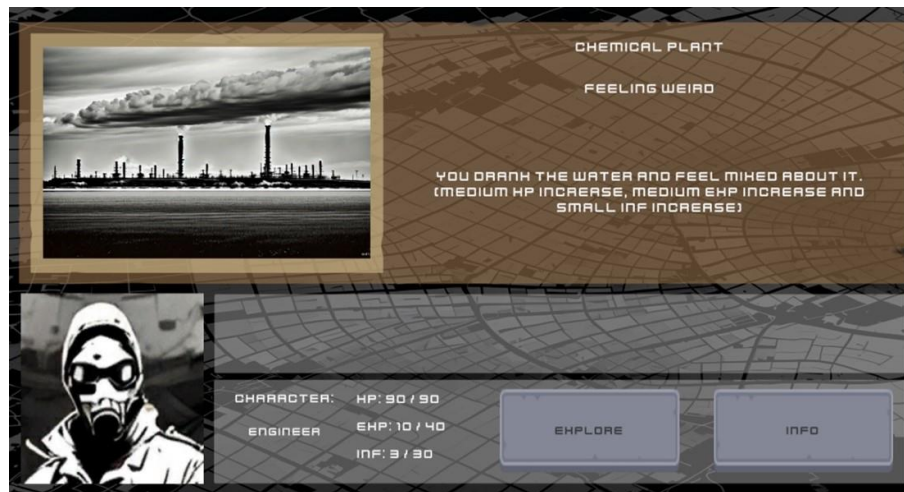 CHEMICAL PLANT
FEELING WEIRD
YOU DRANK THE WATER AND FEEL MIXED ABOUT IT.
(MEDIUM HP INCREASE, MEDIUM EXP INCREASE AND
SMALL INF INCREASE)
CHARACTER:
ENGINEER
HP: 90 / 90
EXP: 10 / 40
INF: 3 / 30
EXPLORE
INFO